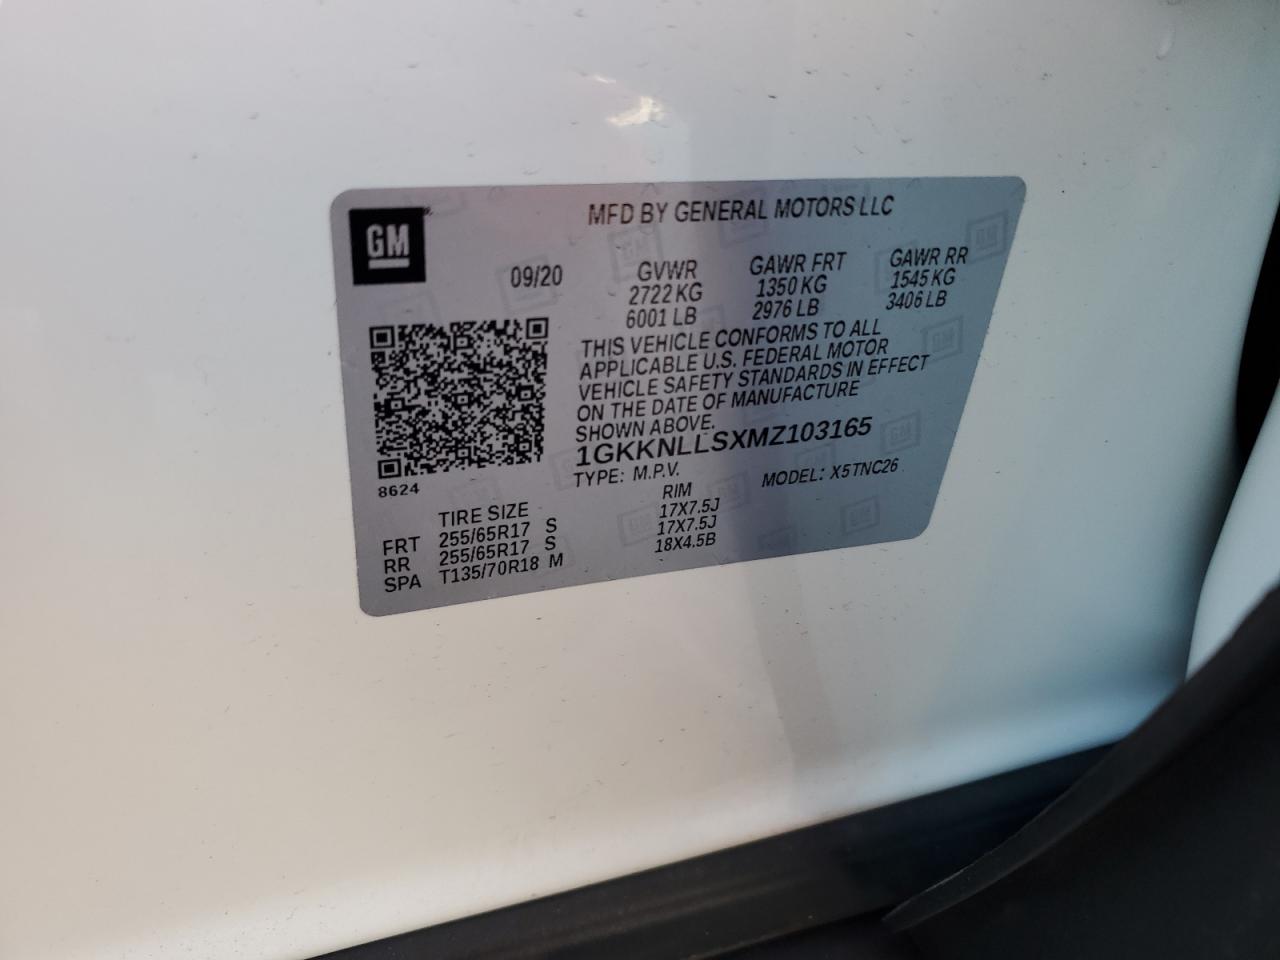 GM
MFD BY GENERAL MOTORS LLC
09/20
GVWR
2722 KG
6001 LB
GAWR FRT
1350 KG
2976 LB
GAWR RR
1545 KG
3406 LB
THIS VEHICLE CONFORMS TO ALL
APPLICABLE U.S. FEDERAL MOTOR
VEHICLE SAFETY STANDARDS IN EFFECT
ON THE DATE OF MANUFACTURE
SHOWN ABOVE.
1GKKNLLSXMZ103165
TYPE: M.P.V. MODEL: X5TNC26
8624
TIRE SIZE RIM
FRT 255/65R17 S 17X7.5J
RR 255/65R17 S 17X7.5J
SPA T135/70R18 M 18X4.5B